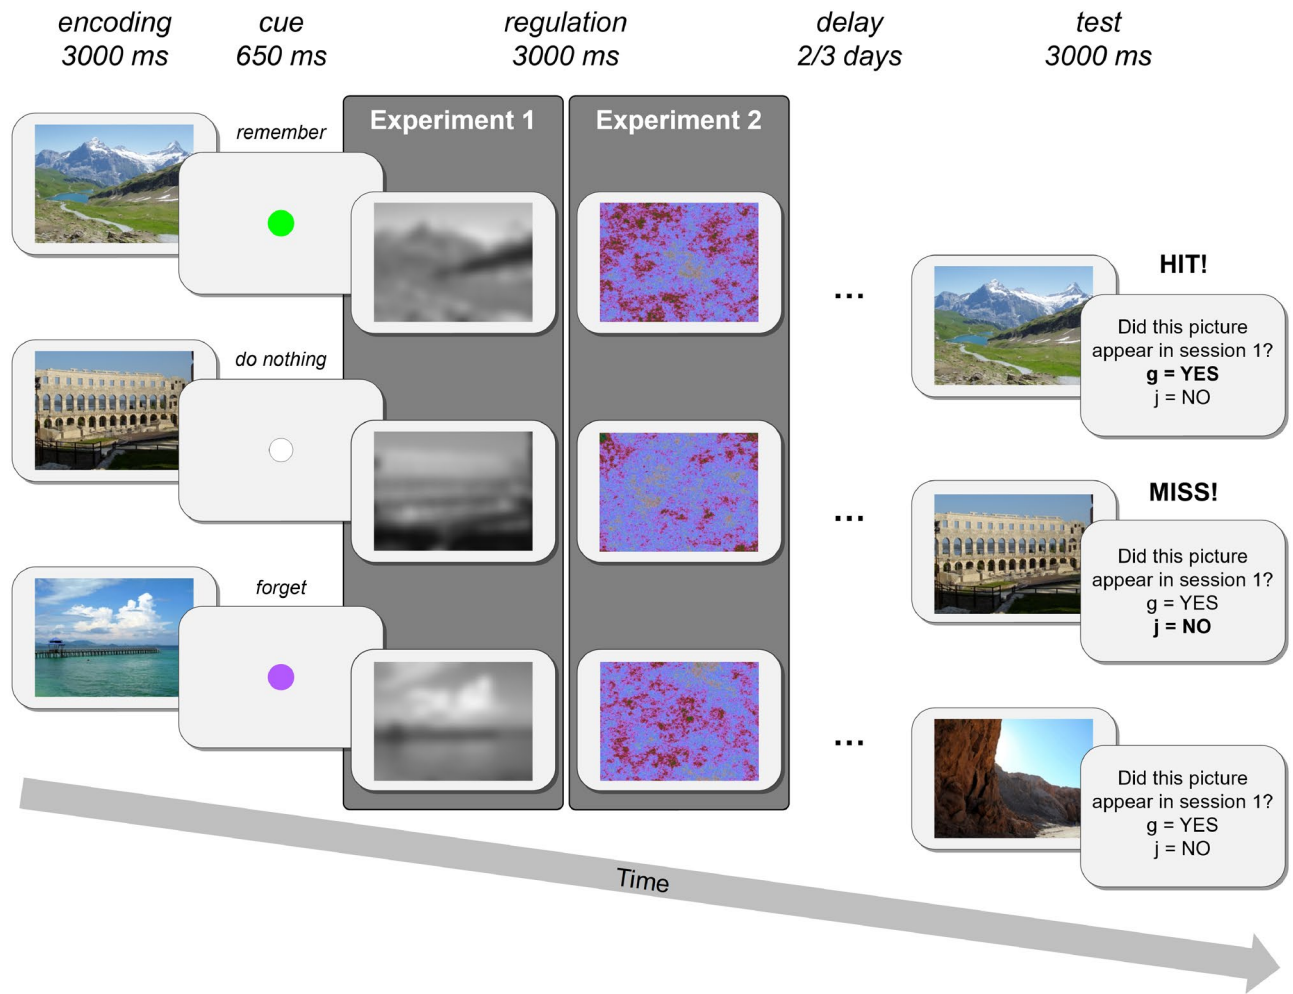 encoding
3000 ms
cue
650 ms
regulation
3000 ms
delay
2/3 days
test
3000 ms
Experiment 1
Experiment 2
remember
do nothing
forget
...
...
...
HIT!
Did this picture
appear in session 1?
g = YES
j = NO
MISS!
Did this picture
appear in session 1?
g = YES
j = NO
Did this picture
appear in session 1?
g = YES
j = NO
Time